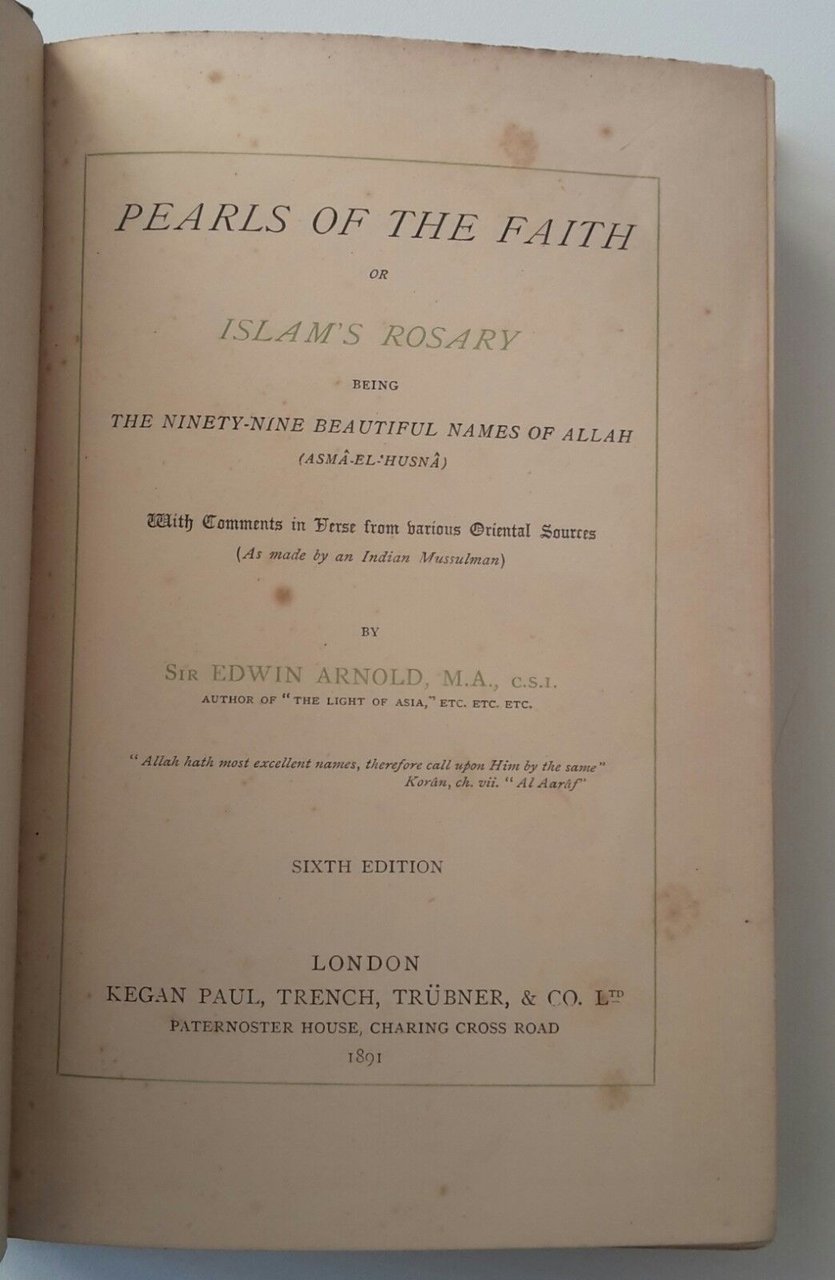 PEARLS OF THE FAITH
OR
ISLAM'S ROSARY
BEING
THE NINETY-NINE BEAUTIFUL NAMES OF ALLAH
(ASMÂ-EL-'HUSNÂ)
With Comments in Verse from various Oriental Sources
(As made by an Indian Mussulman)
BY
SIR EDWIN ARNOLD, M.A., C.S.I.
AUTHOR OF "THE LIGHT OF ASIA," ETC. ETC. ETC.
"Allah hath most excellent names, therefore call upon Him by the same"
Korân, ch. vii. "Al Aarâf"
SIXTH EDITION
LONDON
KEGAN PAUL, TRENCH, TRÜBNER, & CO. LTD
PATERNOSTER HOUSE, CHARING CROSS ROAD
1891